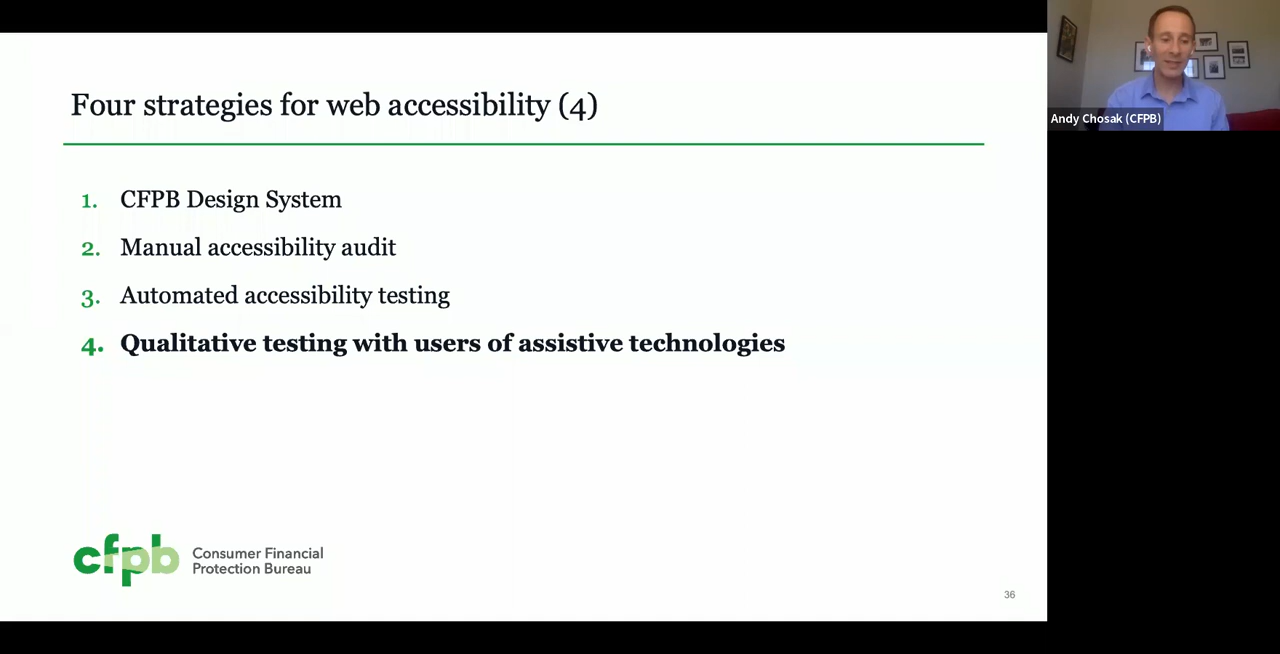 Four strategies for web accessibility (4)
1. CFPB Design System
2. Manual accessibility audit
3. Automated accessibility testing
4. Qualitative testing with users of assistive technologies
cfpb
Consumer Financial
Protection Bureau
36
Andy Chosak (CFPB)